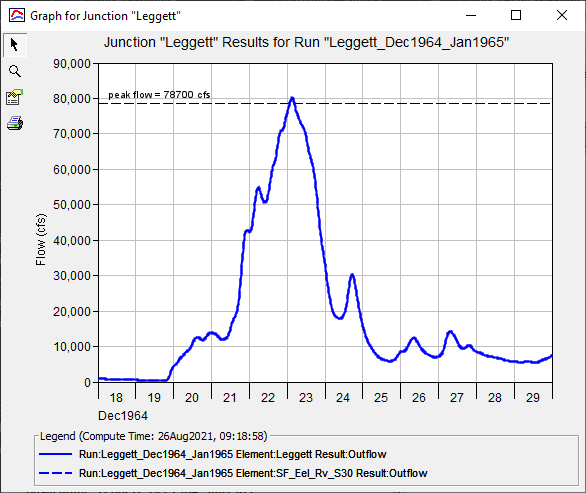 Graph for Junction "Leggett"
Junction "Leggett" Results for Run "Leggett_Dec1964_Jan1965"
90,000
peak flow = 78700 cfs
80,000
70,000
60,000
50,000
40,000
30,000
20,000
10,000
0
Flow (cfs)
18 19 20 21 22 23 24 25 26 27 28 29
Dec1964
Legend (Compute Time: 26Aug2021, 09:18:58)
Run:Leggett_Dec1964_Jan1965 Element:Leggett Result:Outflow
Run:Leggett_Dec1964_Jan1965 Element:SF_Eel_Rv_S30 Result:Outflow